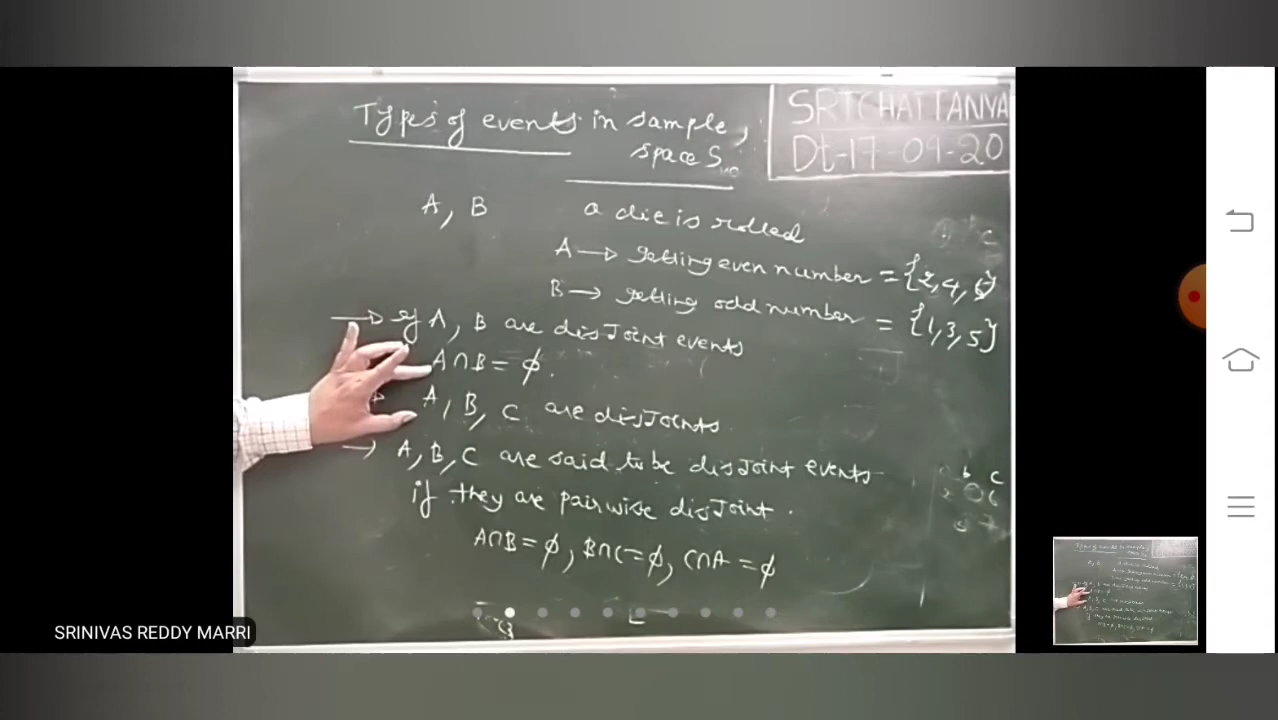 Types of events in sample
space S
SRICHAITANYA
Dt-17-09-20
A, B
a die is rolled
A → getting even number = {2, 4, 6}
B → getting odd number = {1, 3, 5}
→ if A, B are disjoint events
A∩B = ϕ.
A, B, C are disjoints.
→ A, B, C are said to be disjoint events
if they are pairwise disjoint.
A∩B = ϕ, B∩C = ϕ, C∩A = ϕ
SRINIVAS REDDY MARRI